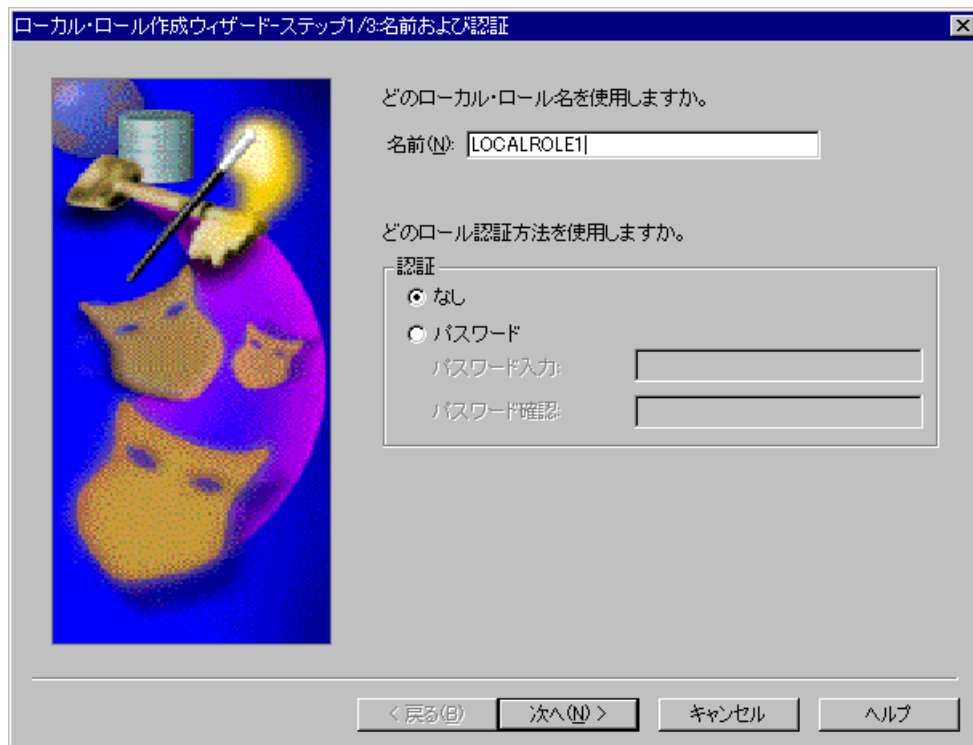 ローカル・ロール作成ウィザード-ステップ1/3:名前および認証
どのローカル・ロール名を使用しますか。
名前(N): LOCALROLE1
どのロール認証方法を使用しますか。
認証
なし
パスワード
パスワード入力:
パスワード確認:
< 戻る(B)
次へ(N) >
キャンセル
ヘルプ